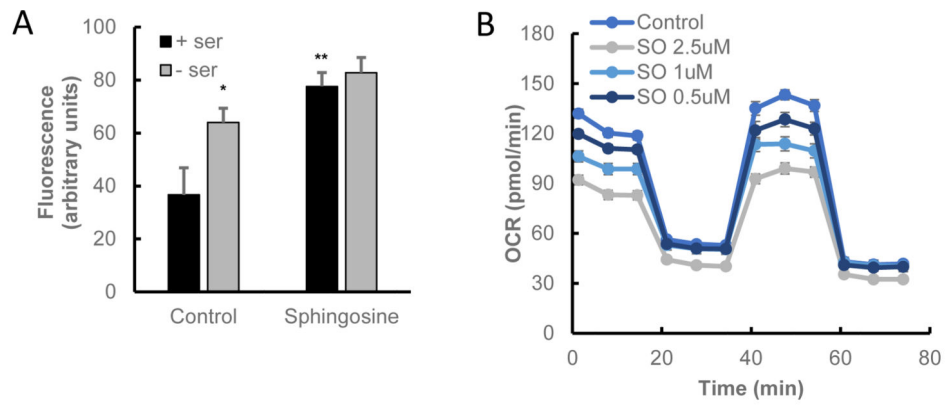 A
100
80
60
40
20
0
Fluorescence
(arbitrary units)
+ ser
- ser
*
**
Control
Sphingosine
B
180
150
120
90
60
30
0
OCR (pmol/min)
Control
SO 2.5uM
SO 1uM
SO 0.5uM
0 20 40 60 80
Time (min)